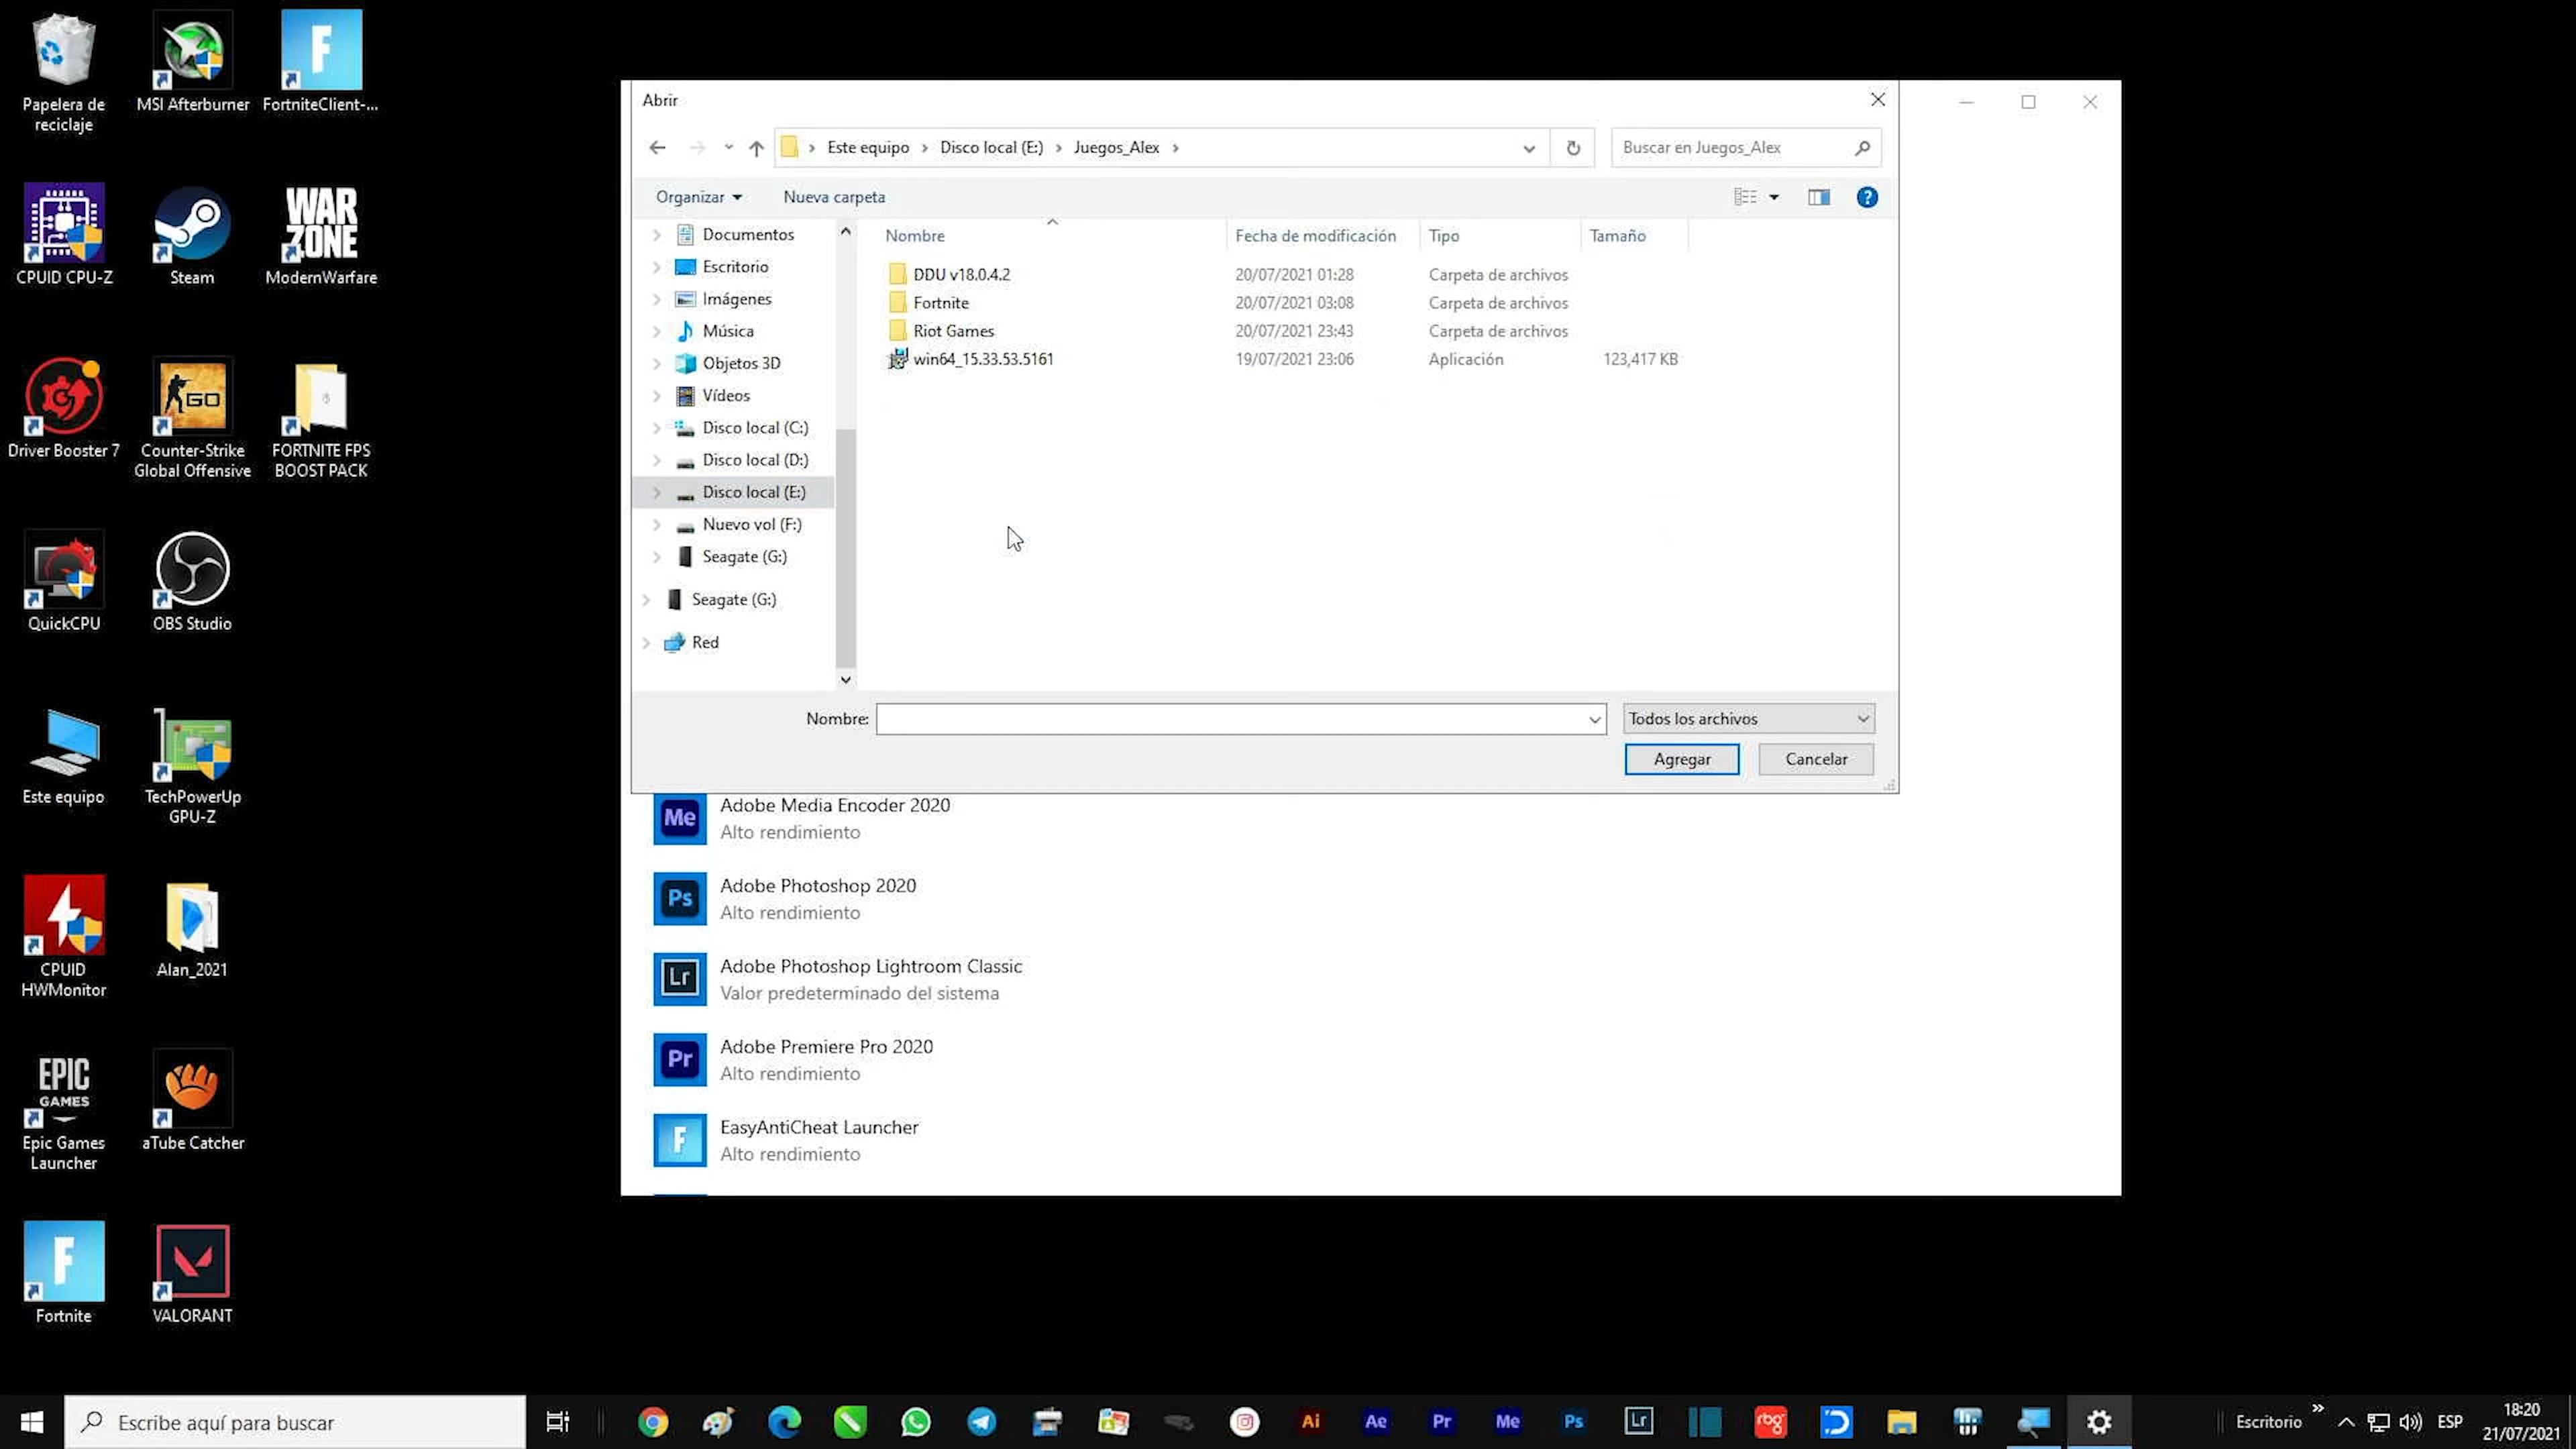 Papelera de
reciclaje
MSI Afterburner
FortniteClient-...
CPUID CPU-Z
Steam
WAR
ZONE
ModernWarfare
Driver Booster 7
GO
Counter-Strike
Global Offensive
FORTNITE FPS
BOOST PACK
QuickCPU
OBS Studio
Este equipo
TechPowerUp
GPU-Z
CPUID
HWMonitor
Alan_2021
EPIC
GAMES
Epic Games
Launcher
aTube Catcher
F
Fortnite
VALORANT
Abrir
Este equipo
Disco local (E:)
Juegos_Alex
Buscar en Juegos_Alex
Organizar
Nueva carpeta
Documentos
Escritorio
Imágenes
Música
Objetos 3D
Vídeos
Disco local (C:)
Disco local (D:)
Disco local (E:)
Nuevo vol (F:)
Seagate (G:)
Seagate (G:)
Red
Nombre Fecha de modificación Tipo Tamaño
DDU v18.0.4.2 20/07/2021 01:28 Carpeta de archivos
Fortnite 20/07/2021 03:08 Carpeta de archivos
Riot Games 20/07/2021 23:43 Carpeta de archivos
win64_15.33.53.5161 19/07/2021 23:06 Aplicación 123,417 KB
Nombre:
Todos los archivos
Agregar
Cancelar
Me
Adobe Media Encoder 2020
Alto rendimiento
Ps
Adobe Photoshop 2020
Alto rendimiento
Lr
Adobe Photoshop Lightroom Classic
Valor predeterminado del sistema
Pr
Adobe Premiere Pro 2020
Alto rendimiento
F
EasyAntiCheat Launcher
Alto rendimiento
Escribe aquí para buscar
Ai
Ae
Pr
Me
Ps
Lr
rbg
Escritorio
ESP
18:20
21/07/2021